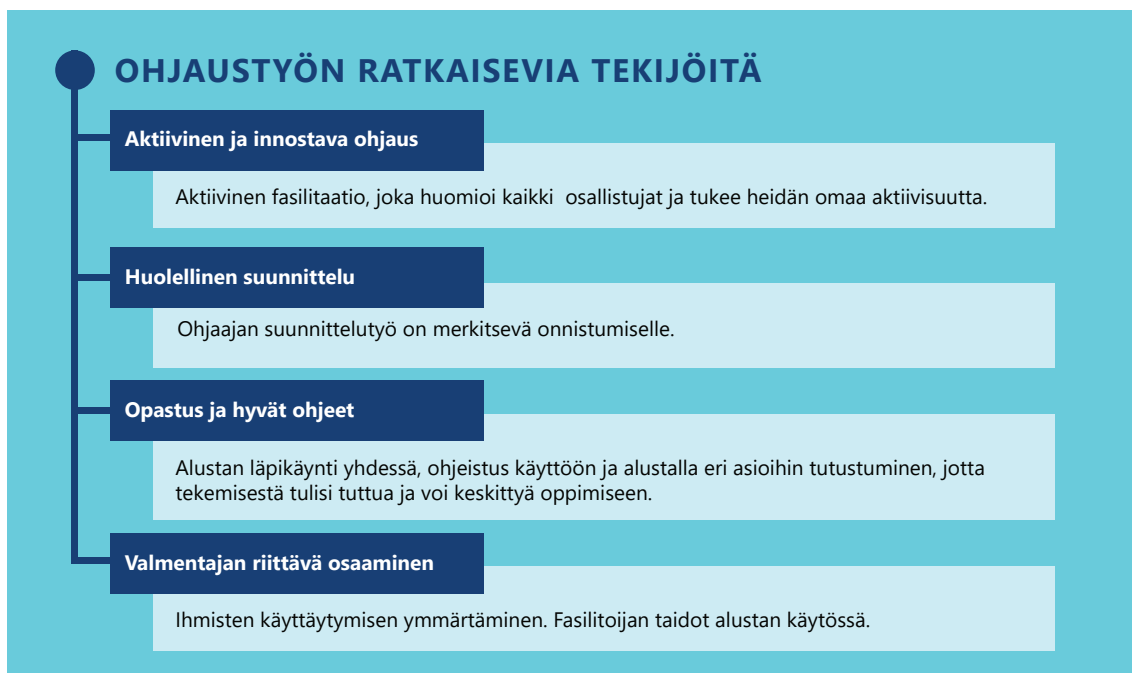 OHJAUSTYÖN RATKAISEVIA TEKIJÖITÄ
Aktiivinen ja innostava ohjaus
Aktiivinen fasilitaatio, joka huomioi kaikki  osallistujat ja tukee heidän omaa aktiivisuutta.
Huolellinen suunnittelu
Ohjaajan suunnittelutyö on merkitsevä onnistumiselle.
Opastus ja hyvät ohjeet
Alustan läpikäynti yhdessä, ohjeistus käyttöön ja alustalla eri asioihin tutustuminen, jotta
tekemisestä tulisi tuttua ja voi keskittyä oppimiseen.
Valmentajan riittävä osaaminen
Ihmisten käyttäytymisen ymmärtäminen. Fasilitoijan taidot alustan käytössä.